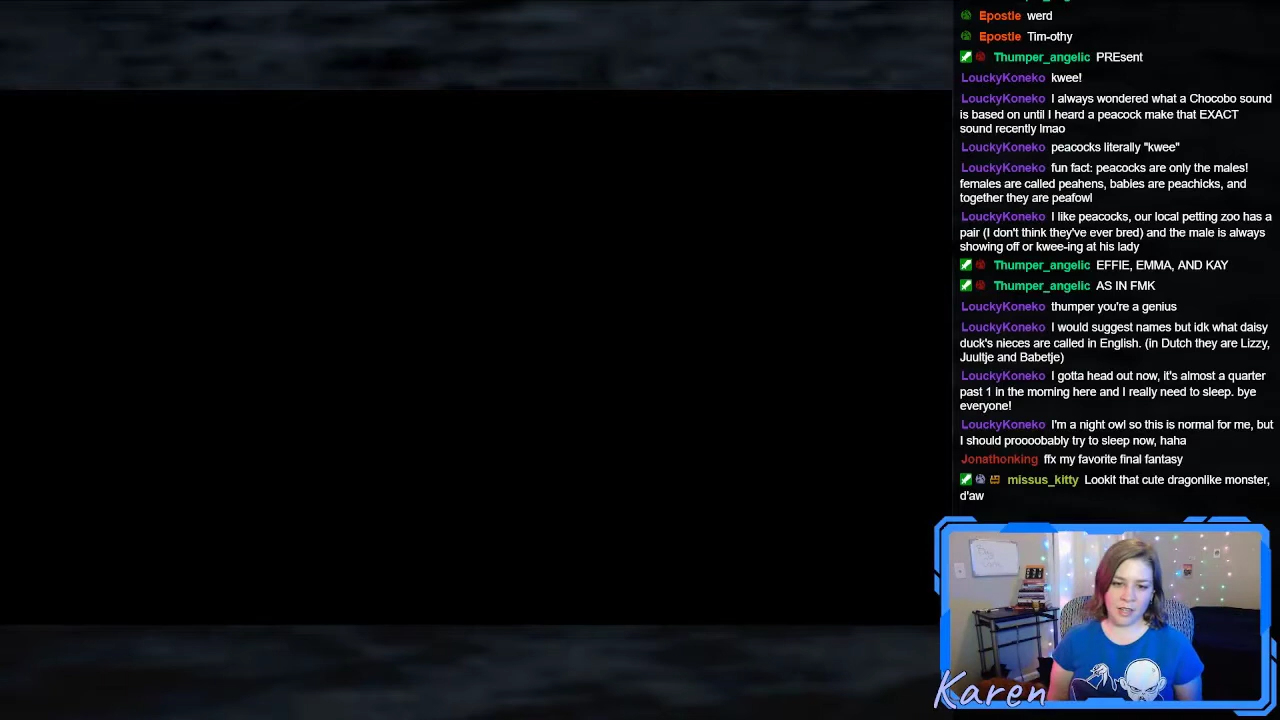 Epostle werd
Epostle Tim-othy
Thumper_angelic PREsent
LouckyKoneko kwee!
LouckyKoneko I always wondered what a Chocobo sound
is based on until I heard a peacock make that EXACT
sound recently lmao
LouckyKoneko peacocks literally "kwee"
LouckyKoneko fun fact: peacocks are only the males!
females are called peahens, babies are peachicks, and
together they are peafowl
LouckyKoneko I like peacocks, our local petting zoo has a
pair (I don't think they've ever bred) and the male is always
showing off or kwee-ing at his lady
Thumper_angelic EFFIE, EMMA, AND KAY
Thumper_angelic AS IN FMK
LouckyKoneko thumper you're a genius
LouckyKoneko I would suggest names but idk what daisy
duck's nieces are called in English. (in Dutch they are Lizzy,
Juultje and Babetje)
LouckyKoneko I gotta head out now, it's almost a quarter
past 1 in the morning here and I really need to sleep. bye
everyone!
LouckyKoneko I'm a night owl so this is normal for me, but
I should proooobably try to sleep now, haha
Jonathonking ffx my favorite final fantasy
missus_kitty Lookit that cute dragonlike monster,
d'aw
Karen